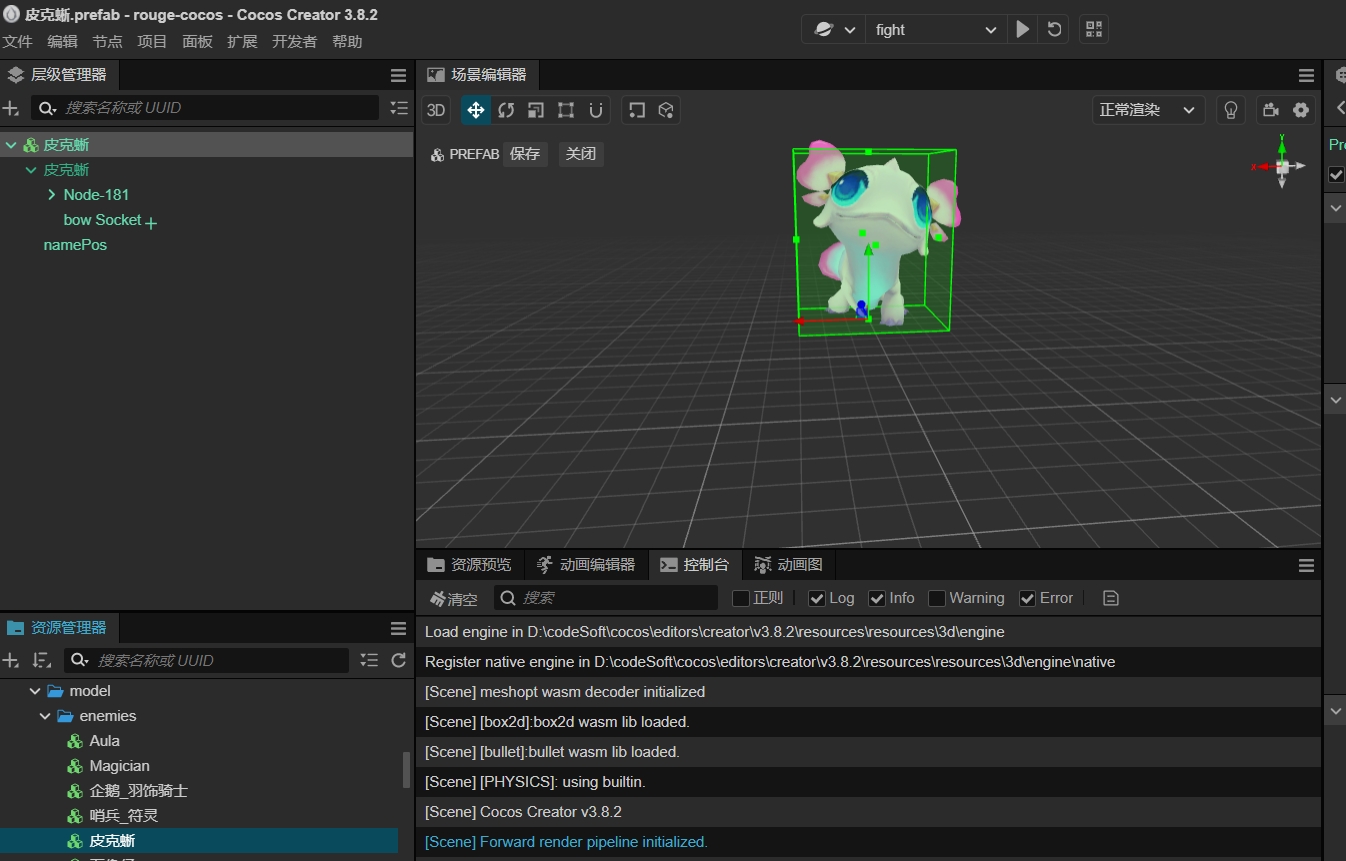 皮克蜥.prefab - rouge-cocos - Cocos Creator 3.8.2
文件 编辑 节点 项目 面板 扩展 开发者 帮助
fight
层级管理器
搜索名称或 UUID
皮克蜥
皮克蜥
Node-181
bow Socket
namePos
场景编辑器
3D
正常渲染
PREFAB 保存 关闭
Y
X
Pre
资源管理器
搜索名称或 UUID
model
enemies
Aula
Magician
企鹅_羽饰骑士
哨兵_符灵
皮克蜥
资源预览 动画编辑器 控制台 动画图
清空 搜索 正则 Log Info Warning Error
Load engine in D:\codeSoft\cocos\editors\creator\v3.8.2\resources\resources\3d\engine
Register native engine in D:\codeSoft\cocos\editors\creator\v3.8.2\resources\resources\3d\engine\native
[Scene] meshopt wasm decoder initialized
[Scene] [box2d]:box2d wasm lib loaded.
[Scene] [bullet]:bullet wasm lib loaded.
[Scene] [PHYSICS]: using builtin.
[Scene] Cocos Creator v3.8.2
[Scene] Forward render pipeline initialized.